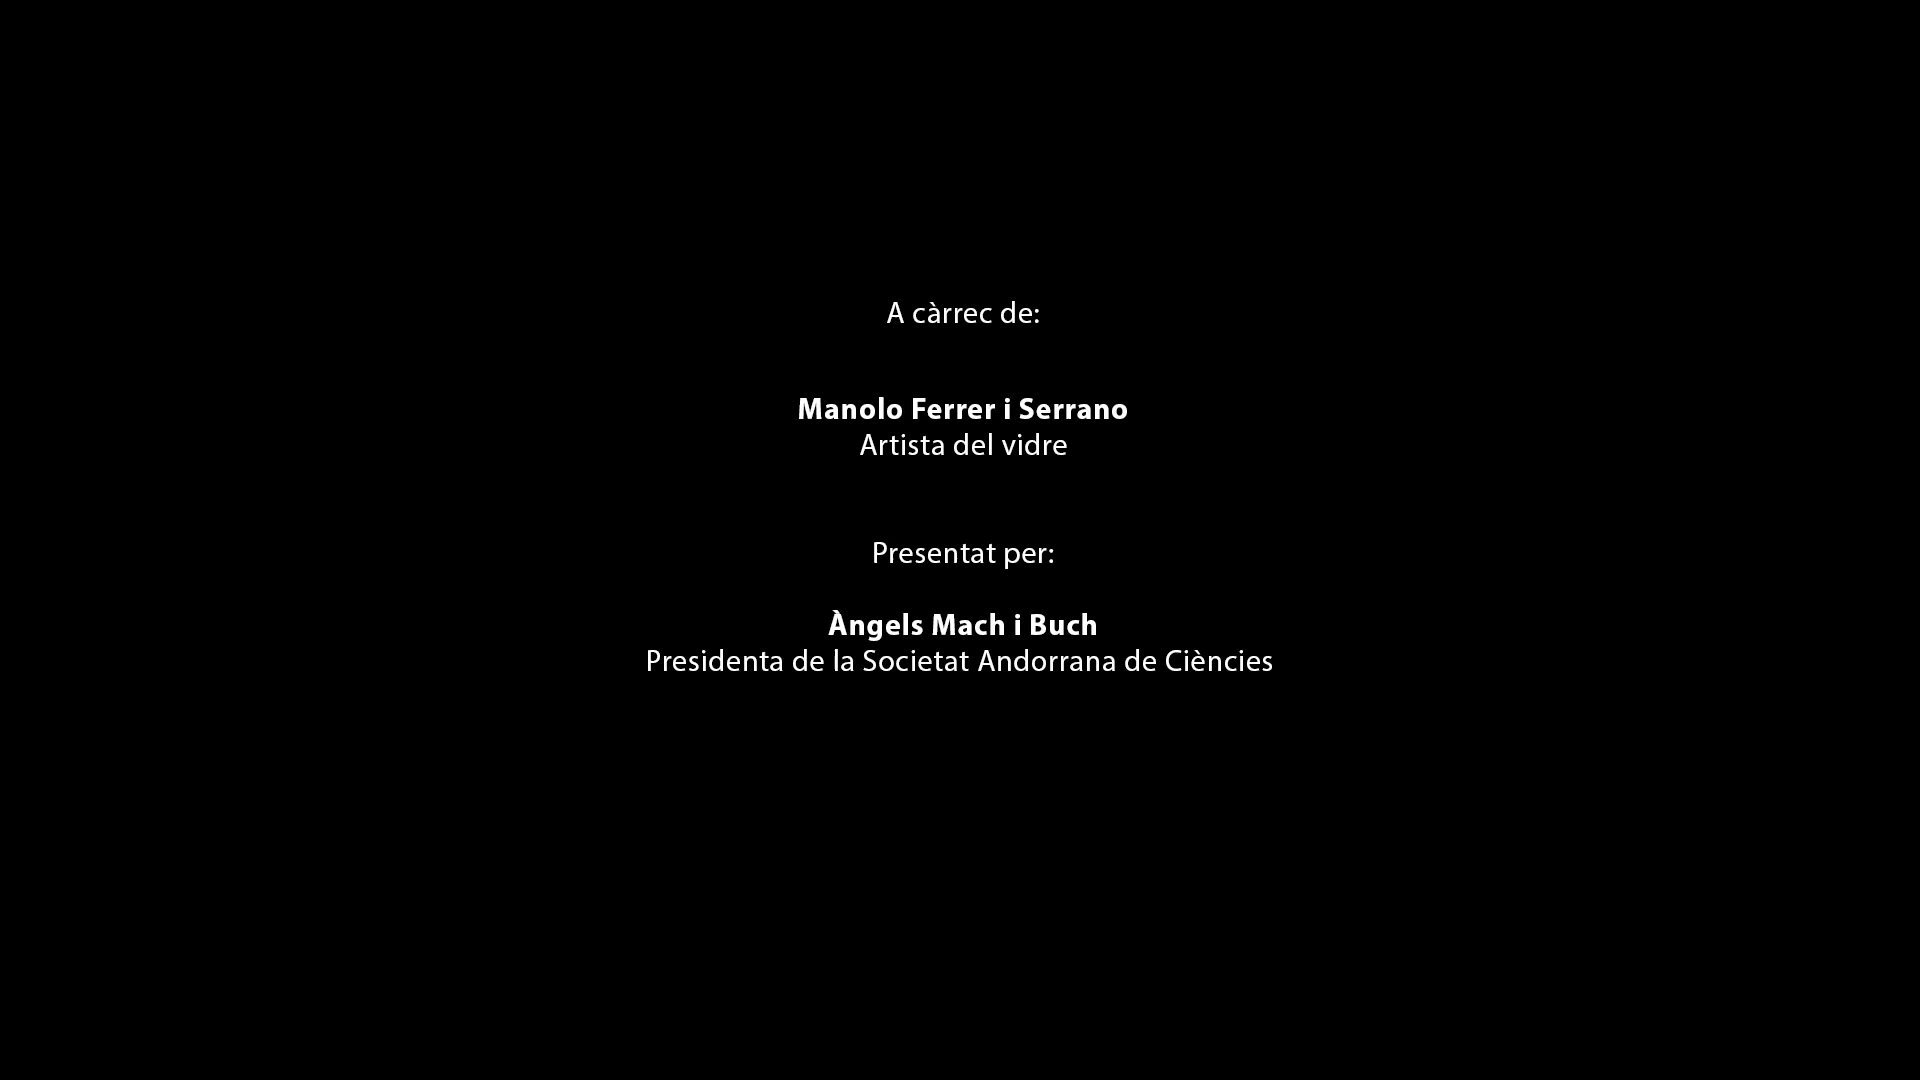 A càrrec de:
Manolo Ferrer i Serrano
Artista del vidre
Presentat per:
Àngels Mach i Buch
Presidenta de la Societat Andorrana de Ciències